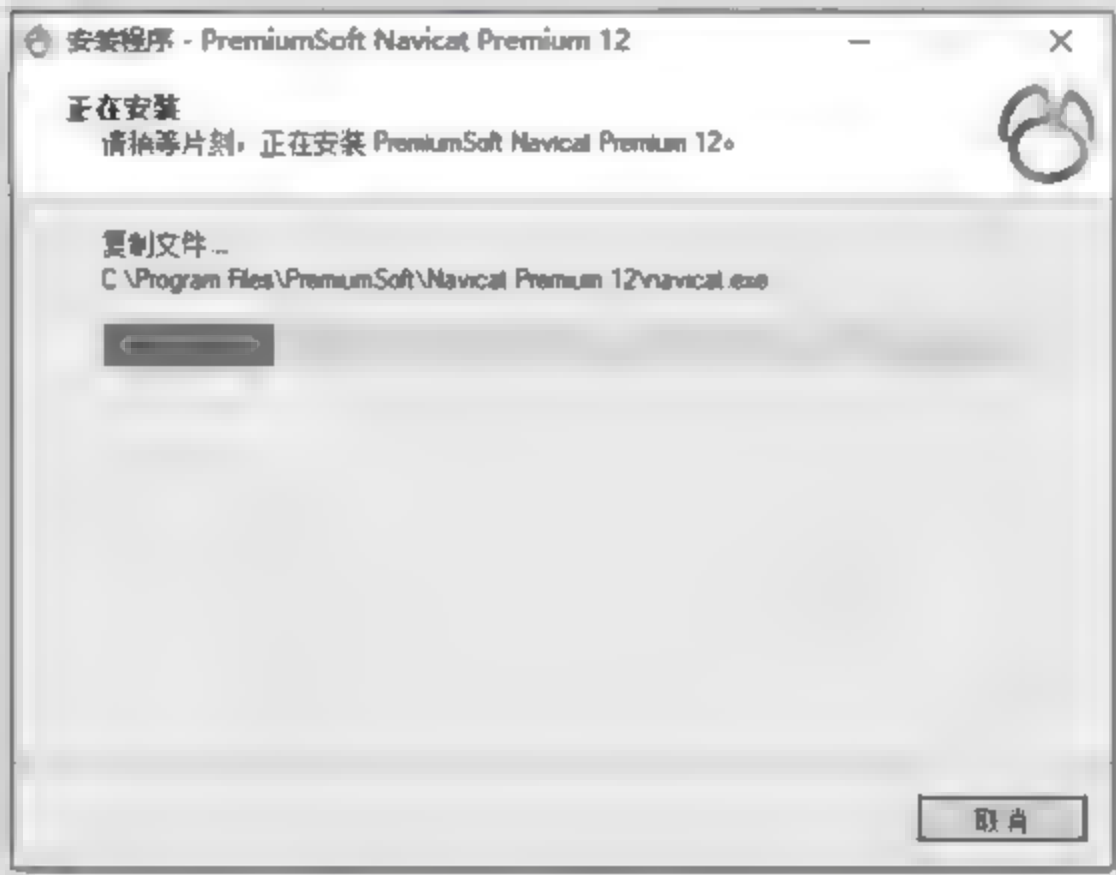 安装程序 - PremiumSoft Navicat Premium 12
正在安装
请稍等片刻，正在安装 PremiumSoft Navicat Premium 12。
复制文件...
C:\Program Files\PremiumSoft\Navicat Premium 12\navicat.exe
取消